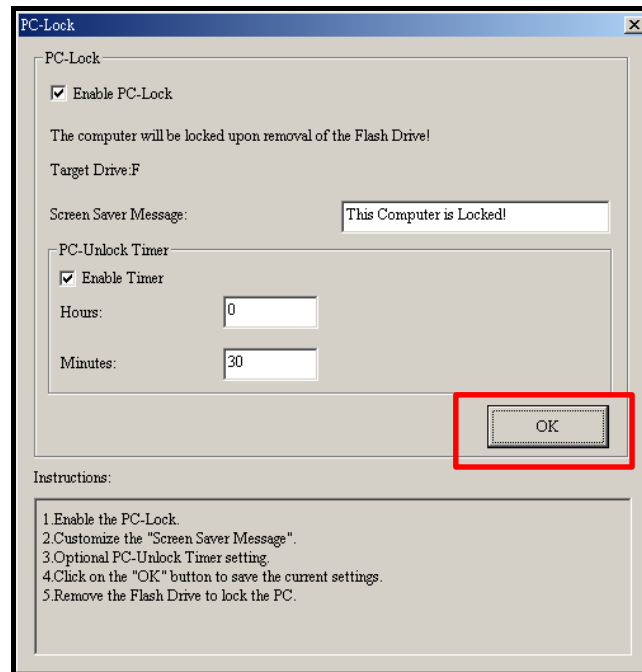 PC-Lock
PC-Lock
Enable PC-Lock
The computer will be locked upon removal of the Flash Drive!
Target Drive:F
Screen Saver Message: This Computer is Locked!
PC-Unlock Timer
Enable Timer
Hours: 0
Minutes: 30
OK
Instructions:
1.Enable the PC-Lock.
2.Customize the "Screen Saver Message".
3.Optional PC-Unlock Timer setting.
4.Click on the "OK" button to save the current settings.
5.Remove the Flash Drive to lock the PC.